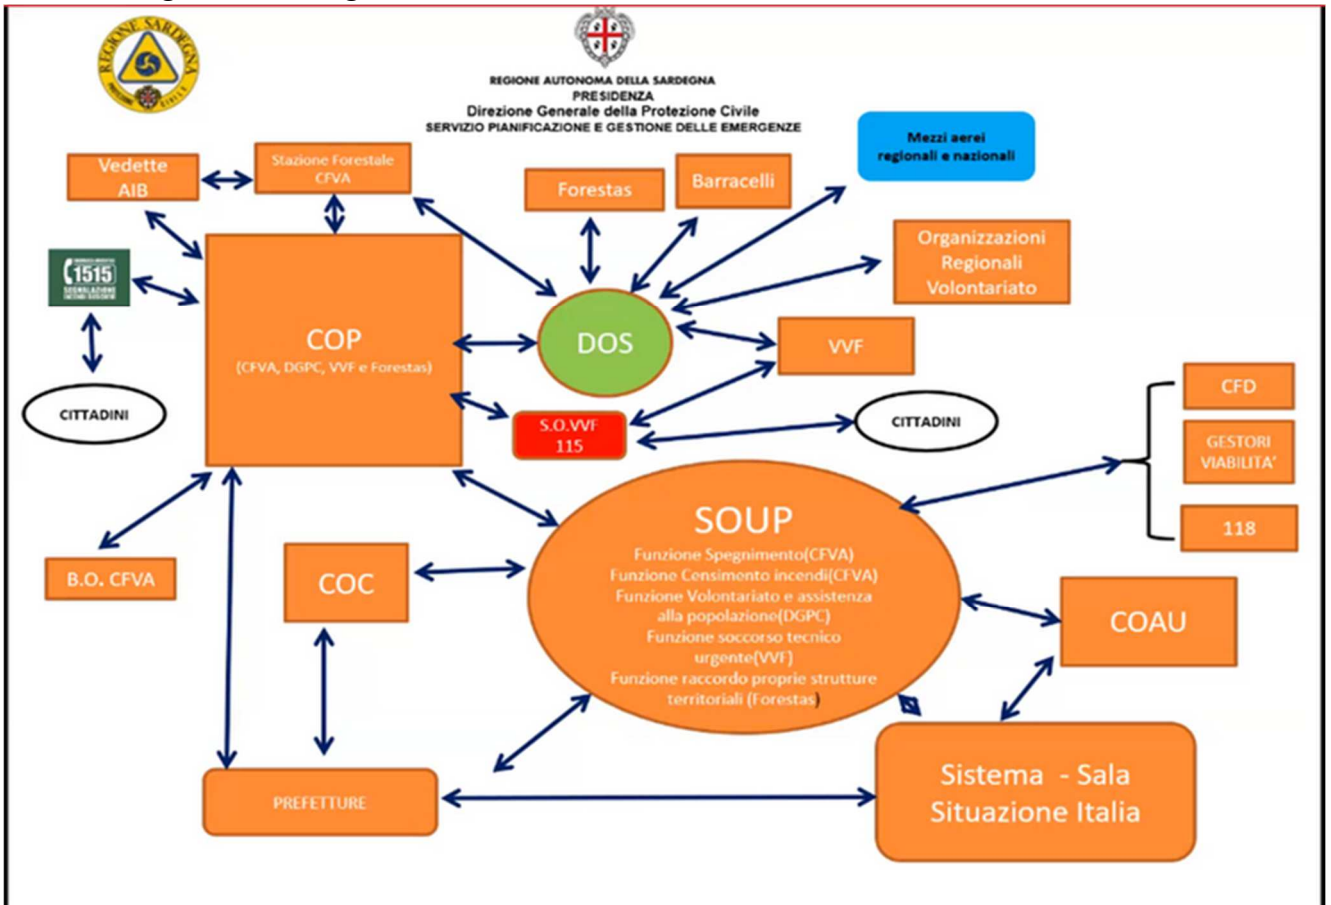 REGIONE SARDEGNA
REGIONE AUTONOMA DELLA SARDEGNA
PRESIDENZA
Direzione Generale della Protezione Civile
SERVIZIO PIANIFICAZIONE E GESTIONE DELLE EMERGENZE
Mezzi aerei
regionali e nazionali
Vedette
AIB
Stazione Forestale
CFVA
Forestas
Barracelli
Organizzazioni
Regionali
Volontariato
1515
COP
(CFVA, DGPC, VVF e Forestas)
DOS
VVF
CITTADINI
S.O.VVF
115
CITTADINI
CFD
GESTORI
VIABILITA'
118
SOUP
Funzione Spegnimento(CFVA)
Funzione Censimento incendi(CFVA)
Funzione Volontariato e assistenza
alla popolazione(DGPC)
Funzione soccorso tecnico
urgente(VVF)
Funzione raccordo proprie strutture
territoriali (Forestas)
B.O. CFVA
COC
COAU
PREFETTURE
Sistema - Sala
Situazione Italia